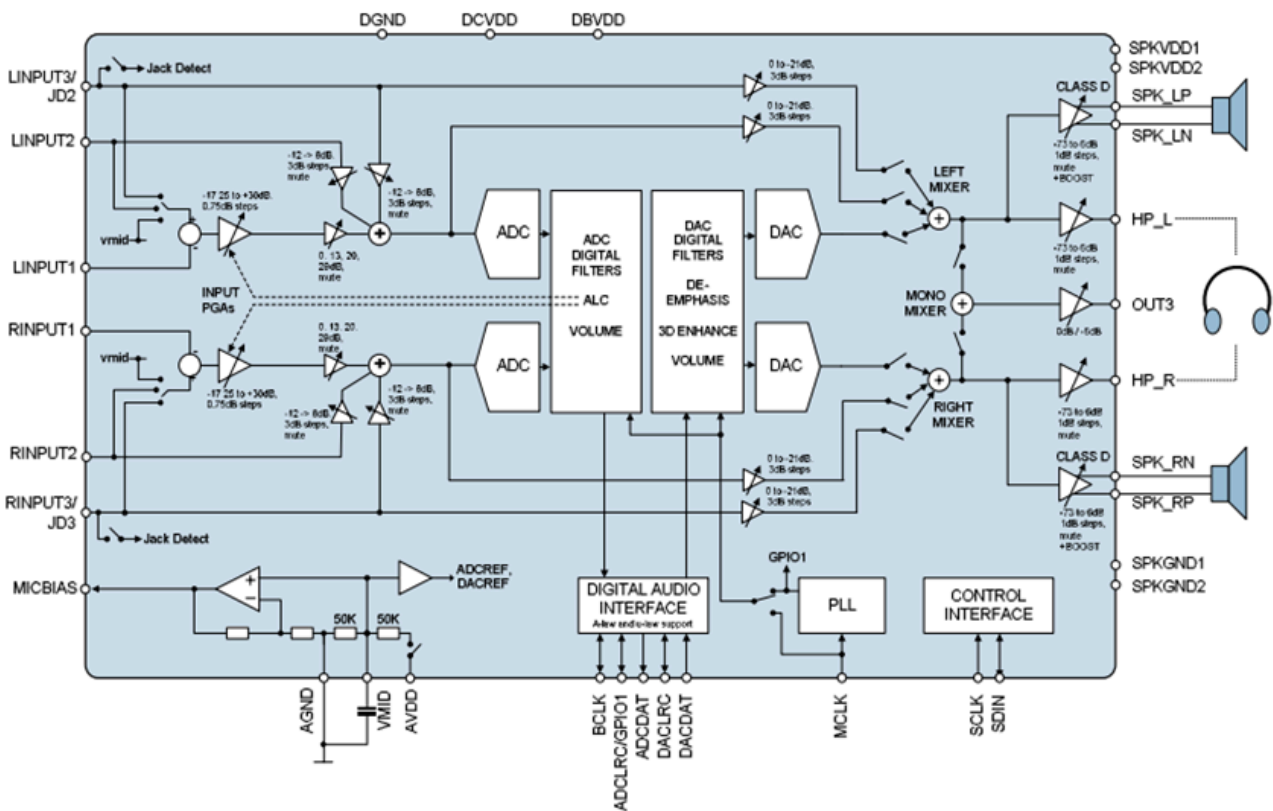 DGND
DCVDD
DBVDD
SPKVDD1
SPKVDD2
LINPUT3/
JD2
Jack Detect
0 to -21dB,
3dB steps
CLASS D
SPK_LP
SPK_LN
LINPUT2
0 to -21dB,
3dB steps
-12 -> 6dB,
3dB steps,
mute
-73 to 6dB
1dB steps,
mute
+BOOST
LEFT
MIXER
-17.25 to +30dB,
0.75dB steps
-12 -> 6dB,
3dB steps,
mute
vmid
ADC
ADC
DIGITAL
FILTERS
ALC
VOLUME
DAC
DIGITAL
FILTERS
DE-
EMPHASIS
3D ENHANCE
VOLUME
DAC
HP_L
-73 to 6dB
1dB steps,
mute
LINPUT1
0, 13, 20,
29dB,
mute
INPUT
PGAs
MONO
MIXER
OUT3
0dB / -6dB
RINPUT1
0, 13, 20,
29dB,
mute
vmid
ADC
DAC
-17.25 to +30dB,
0.75dB steps
-12 -> 6dB,
3dB steps,
mute
-12 -> 6dB,
3dB steps,
mute
HP_R
RIGHT
MIXER
-73 to 6dB
1dB steps,
mute
RINPUT2
0 to -21dB,
3dB steps
CLASS D
SPK_RN
RINPUT3/
JD3
0 to -21dB,
3dB steps
SPK_RP
-73 to 6dB
1dB steps,
mute
+BOOST
Jack Detect
GPIO1
SPKGND1
SPKGND2
MICBIAS
+
−
ADCREF,
DACREF
50K
50K
DIGITAL AUDIO
INTERFACE
A-law and u-law support
PLL
CONTROL
INTERFACE
AGND
VMID
AVDD
BCLK
ADCLRC/GPIO1
ADCDAT
DACLRC
DACDAT
MCLK
SCLK
SDIN